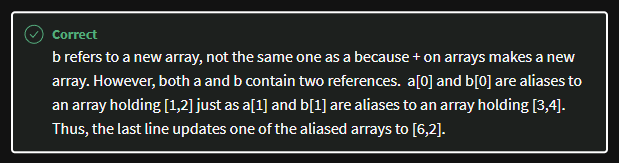 Correct
b refers to a new array, not the same one as a because + on arrays makes a new
array. However, both a and b contain two references.  a[0] and b[0] are aliases to
an array holding [1,2] just as a[1] and b[1] are aliases to an array holding [3,4].
Thus, the last line updates one of the aliased arrays to [6,2].